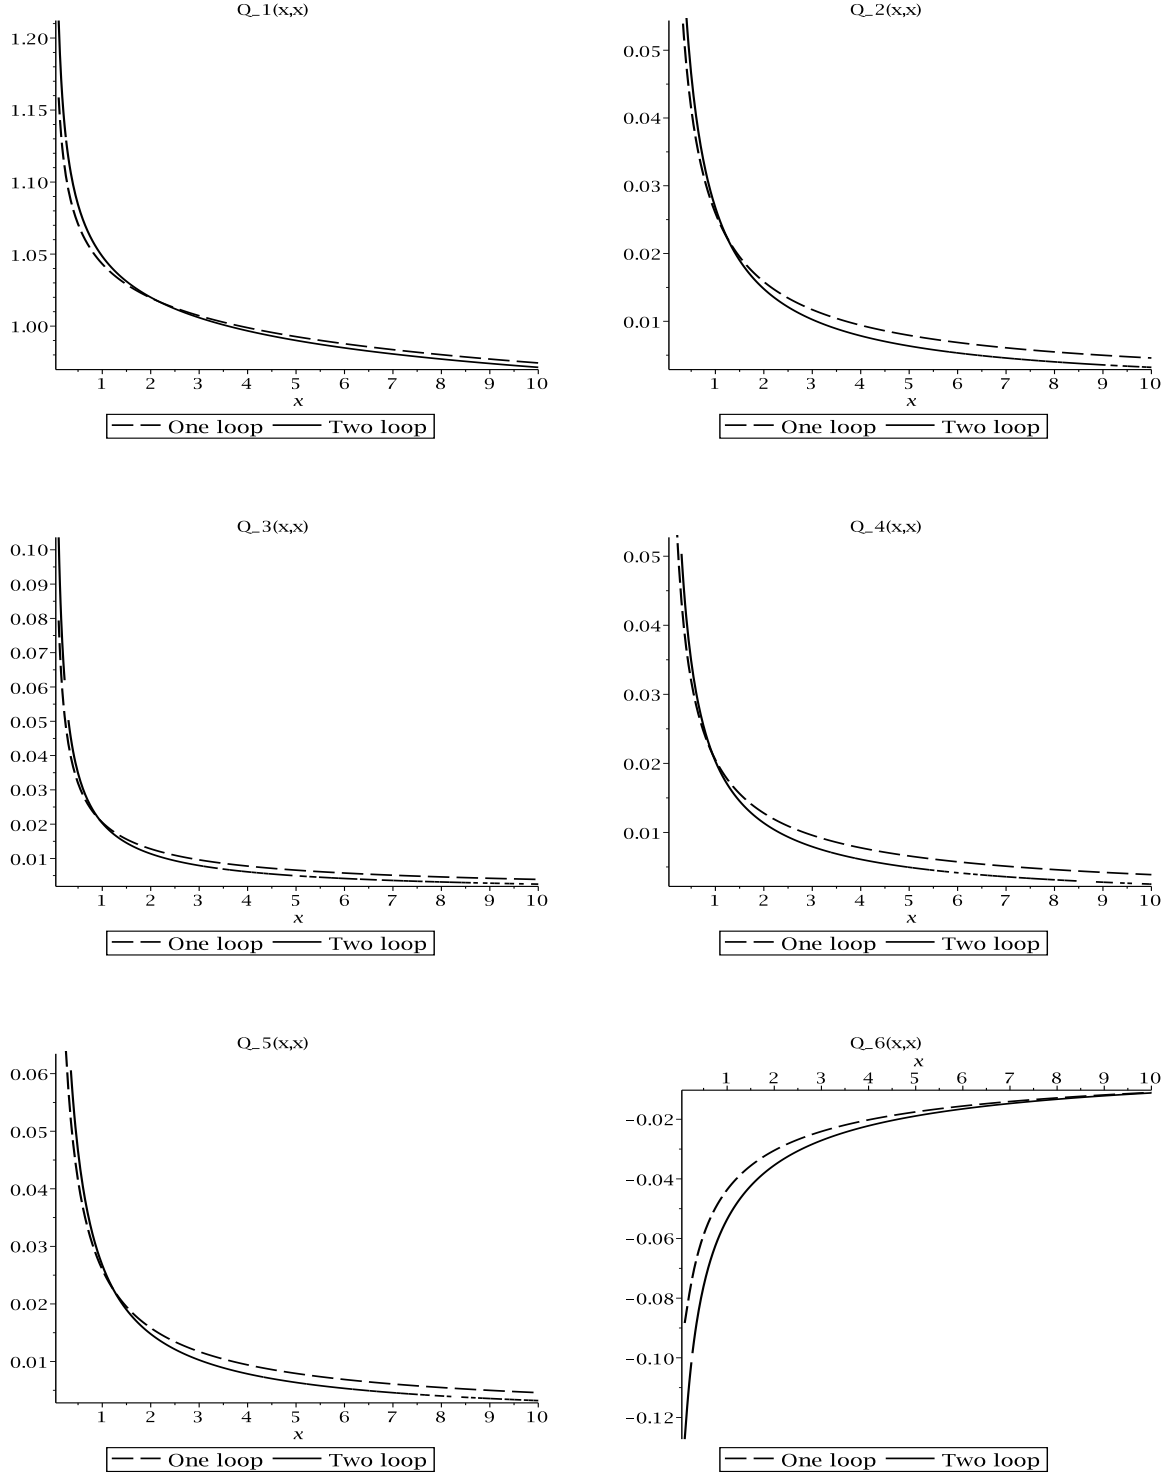 Q_1(x,x)
1.20
1.15
1.10
1.05
1.00
1 2 3 4 5 6 7 8 9 10
x
One loop Two loop
Q_2(x,x)
0.05
0.04
0.03
0.02
0.01
1 2 3 4 5 6 7 8 9 10
x
One loop Two loop
Q_3(x,x)
0.10
0.09
0.08
0.07
0.06
0.05
0.04
0.03
0.02
0.01
1 2 3 4 5 6 7 8 9 10
x
One loop Two loop
Q_4(x,x)
0.05
0.04
0.03
0.02
0.01
1 2 3 4 5 6 7 8 9 10
x
One loop Two loop
Q_5(x,x)
0.06
0.05
0.04
0.03
0.02
0.01
1 2 3 4 5 6 7 8 9 10
x
One loop Two loop
Q_6(x,x)
x
1 2 3 4 5 6 7 8 9 10
−0.02
−0.04
−0.06
−0.08
−0.10
−0.12
One loop Two loop